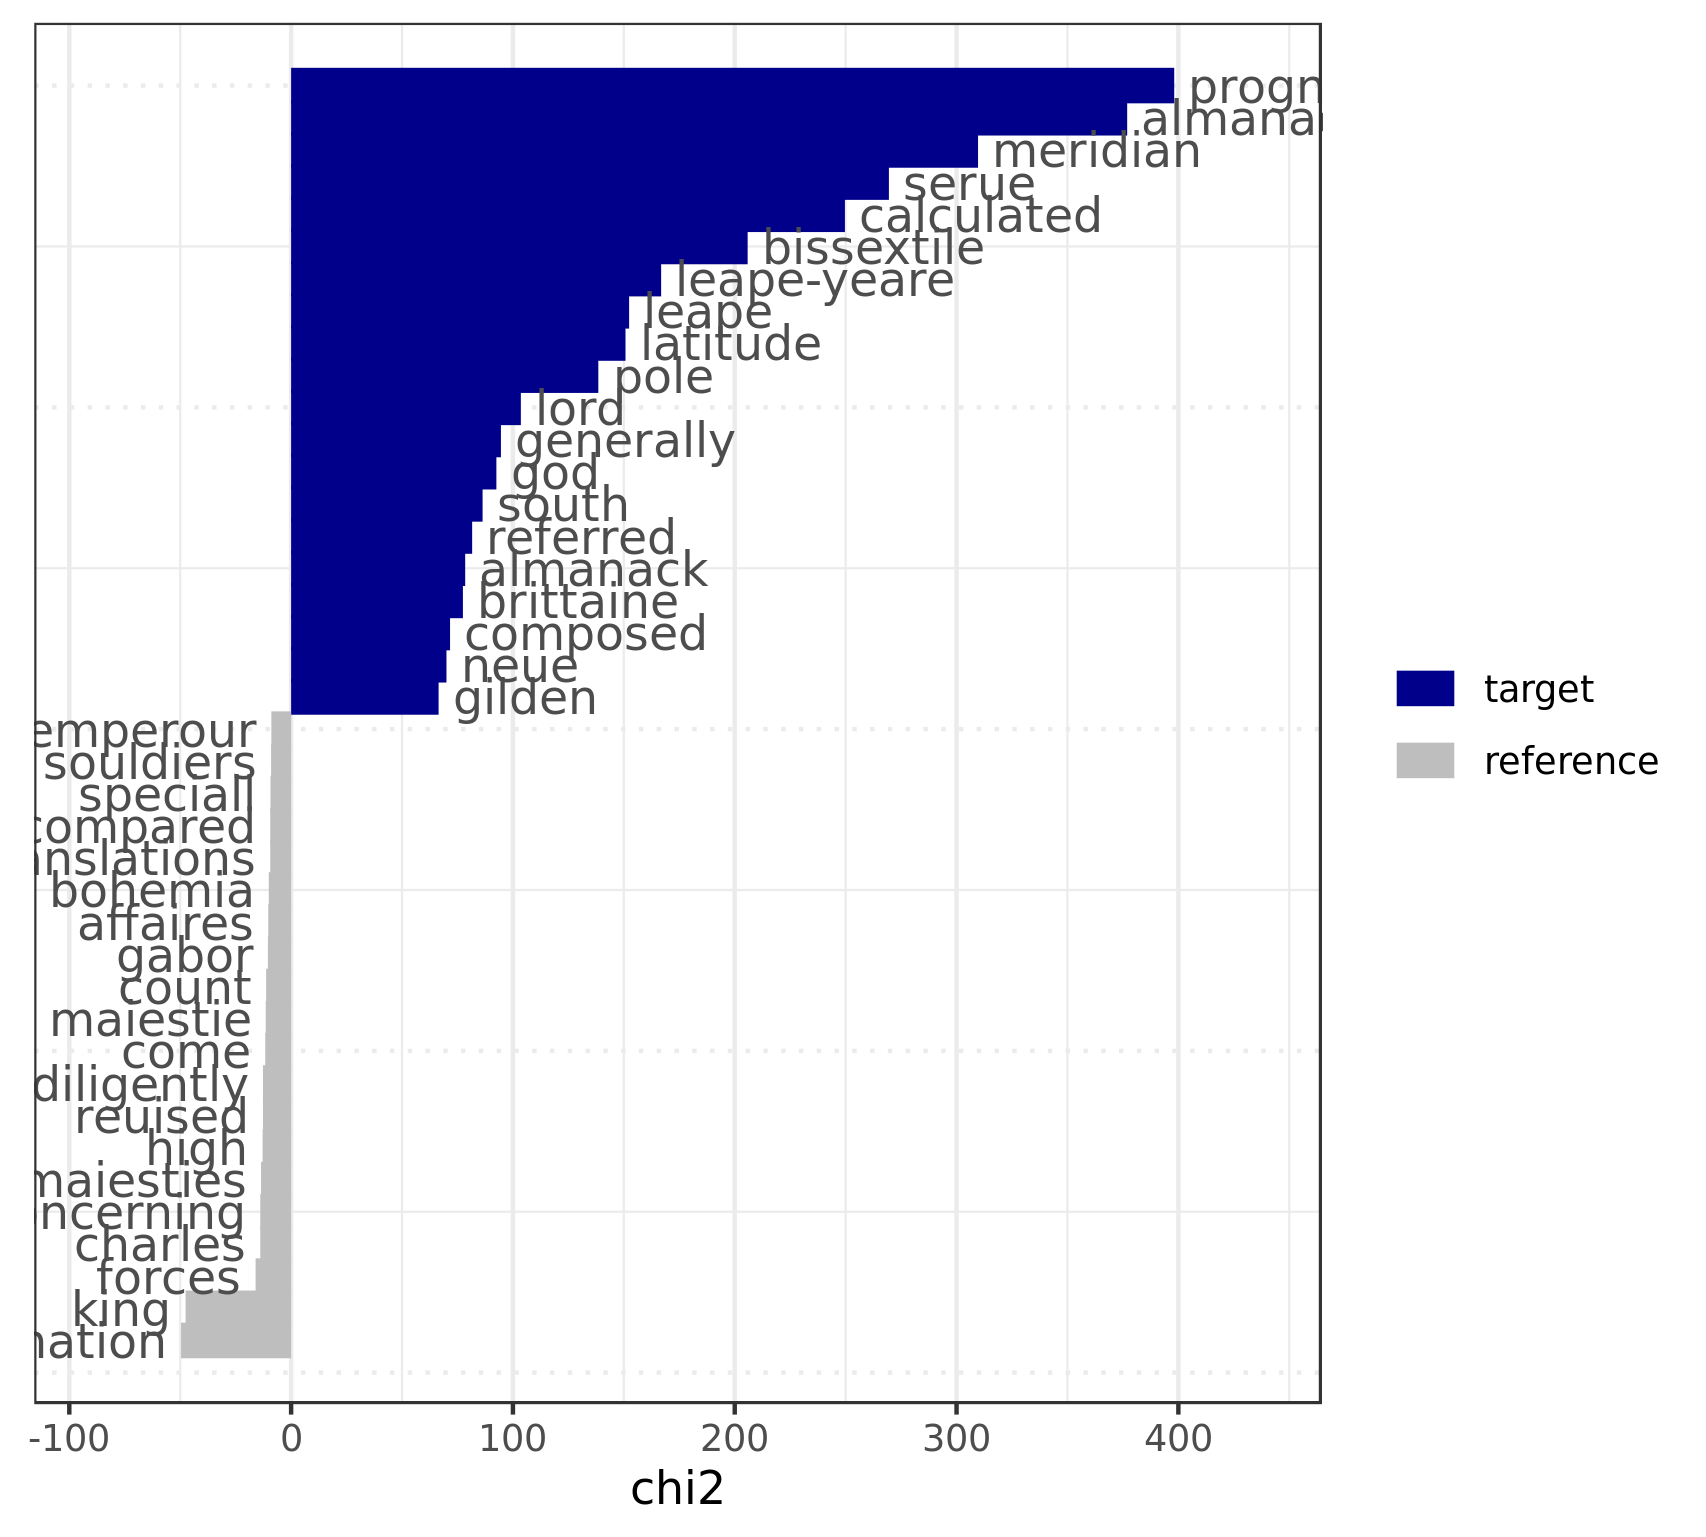 progn
almana
meridian
serue
calculated
bissextile
leape-yeare
leape
latitude
pole
lord
generally
god
south
referred
almanack
brittaine
composed
neue
gilden
emperour
souldiers
speciall
compared
anslations
bohemia
affaires
gabor
count
maiestie
come
diligently
reuised
high
maiesties
ncerning
charles
forces
king
nation
target
reference
-100 0 100 200 300 400
chi2